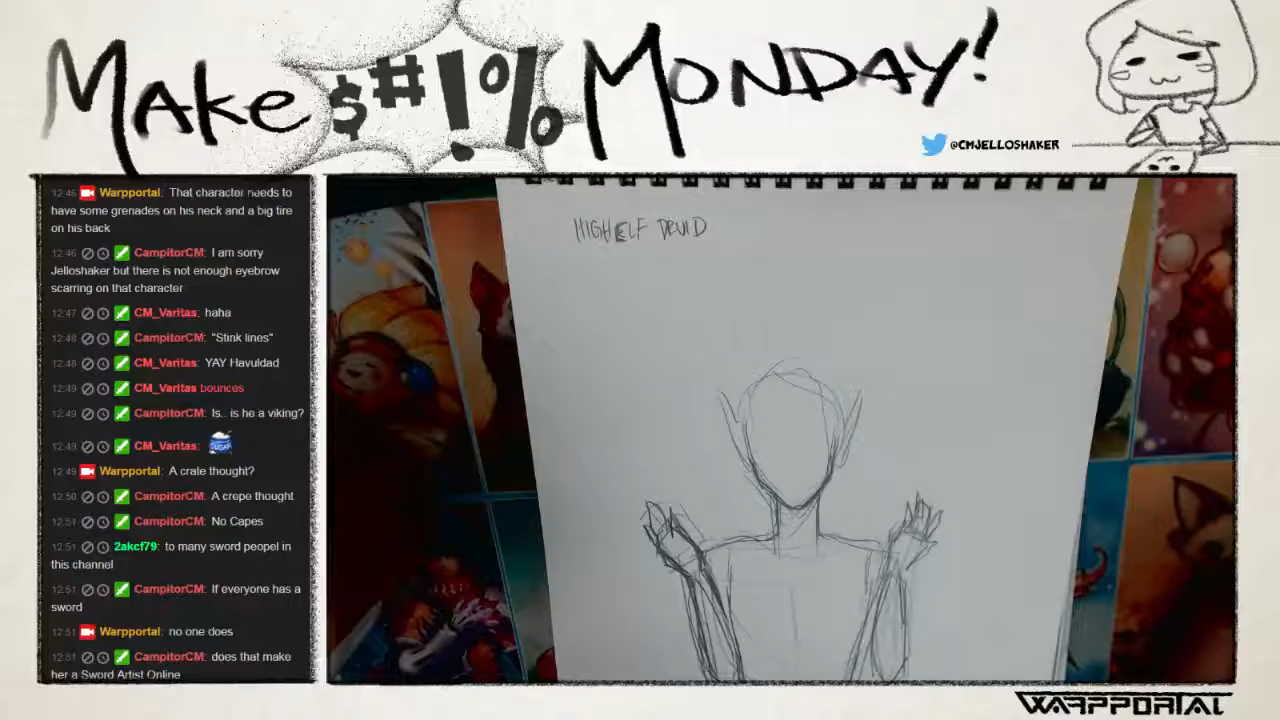 Make $#!% Monday!
@CMJELLOSHAKER
12:46 Warpportal: That character needs to
have some grenades on his neck and a big tire
on his back
12:46 CampitorCM: I am sorry
Jelloshaker but there is not enough eyebrow
scarring on that character
12:47 CM_Varitas: haha
12:48 CampitorCM: "Stink lines"
12:48 CM_Varitas: YAY Havuldad
12:49 CM_Varitas bounces
12:49 CampitorCM: Is.. is he a viking?
12:49 CM_Varitas: SUGAR
12:49 Warpportal: A crate thought?
12:50 CampitorCM: A crepe thought
12:51 CampitorCM: No Capes
12:51 2akcf79: to many sword peopel in
this channel
12:51 CampitorCM: If everyone has a
sword
12:51 Warpportal: no one does
12:51 CampitorCM: does that make
her a Sword Artist Online
HIGH ELF DRUID
WARPPORTAL